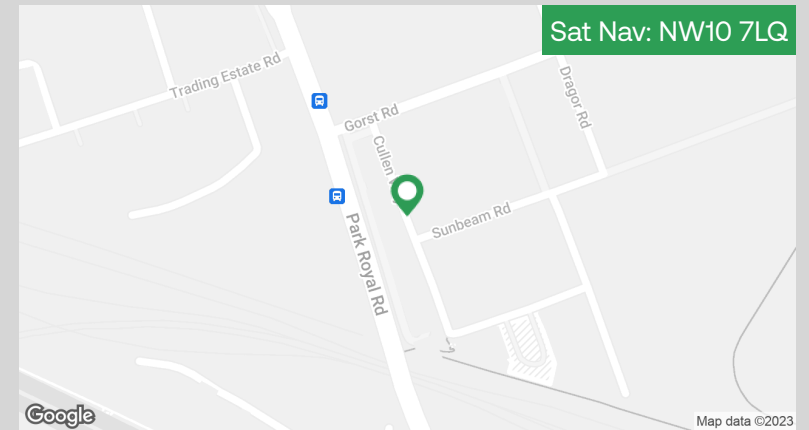 Sat Nav: NW10 7LQ
Trading Estate Rd
Gorst Rd
Dragor Rd
Cullen
Sunbeam Rd
Park Royal Rd
Google
Map data ©2023